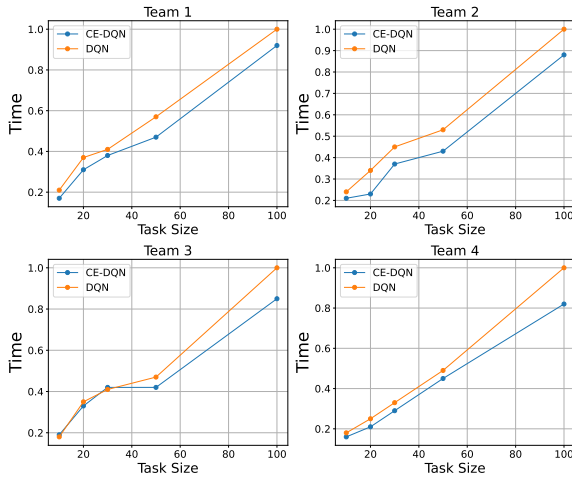 Team 1
CE-DQN
DQN
Time
1.0
0.8
0.6
0.4
0.2
20
40
60
80
100
Task Size
Team 2
CE-DQN
DQN
Time
1.0
0.9
0.8
0.7
0.6
0.5
0.4
0.3
0.2
20
40
60
80
100
Task Size
Team 3
CE-DQN
DQN
Time
1.0
0.8
0.6
0.4
0.2
20
40
60
80
100
Task Size
Team 4
CE-DQN
DQN
Time
1.0
0.8
0.6
0.4
0.2
20
40
60
80
100
Task Size